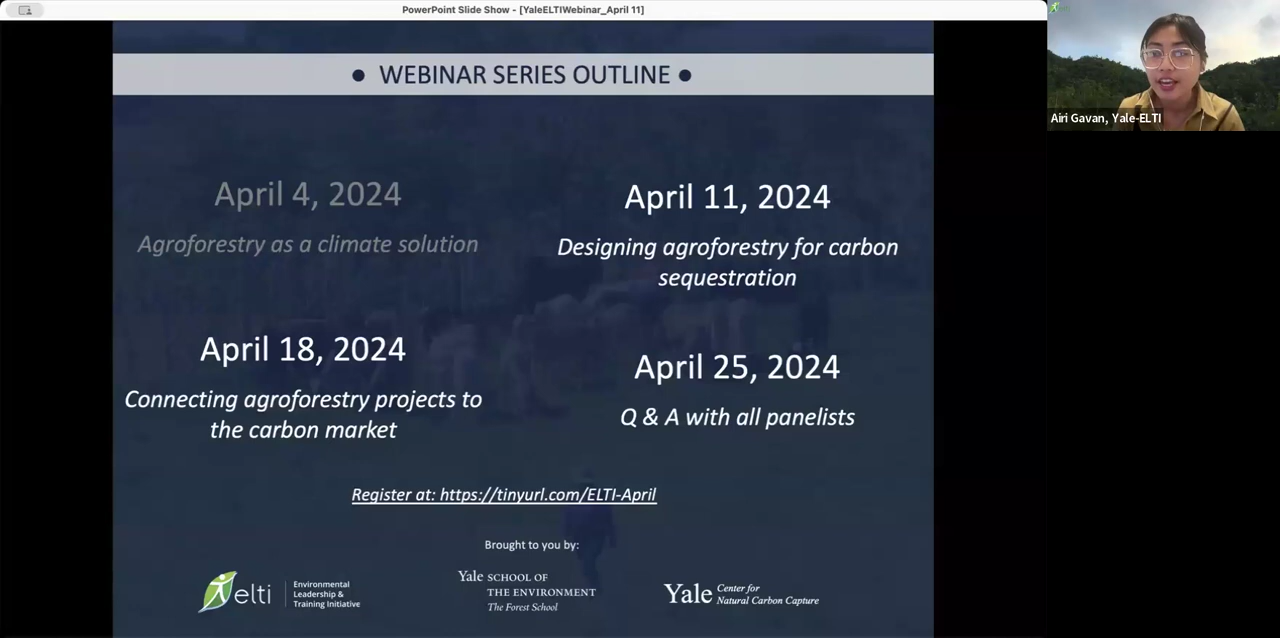 PowerPoint Slide Show - [YaleELTIWebinar_April 11]
● WEBINAR SERIES OUTLINE ●
April 4, 2024
Agroforestry as a climate solution
April 11, 2024
Designing agroforestry for carbon
sequestration
April 18, 2024
Connecting agroforestry projects to
the carbon market
April 25, 2024
Q & A with all panelists
Register at: https://tinyurl.com/ELTI-April
Brought to you by:
elti
Environmental
Leadership &
Training Initiative
Yale SCHOOL OF
THE ENVIRONMENT
The Forest School
Yale Center for
Natural Carbon Capture
Airi Gavan, Yale-ELTI